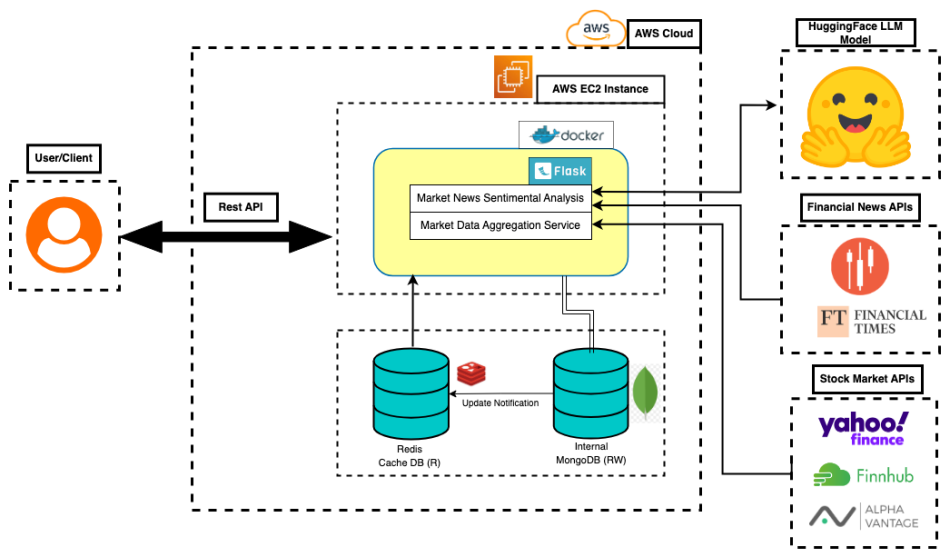 aws
AWS Cloud
HuggingFace LLM
Model
AWS EC2 Instance
docker
User/Client
Flask
Rest API
Market News Sentimental Analysis
Market Data Aggregation Service
Financial News APIs
FT
FINANCIAL
TIMES
Stock Market APIs
Update Notification
Redis
Cache DB (R)
Internal
MongoDB (RW)
yahoo!
finance
Finnhub
ALPHA
VANTAGE